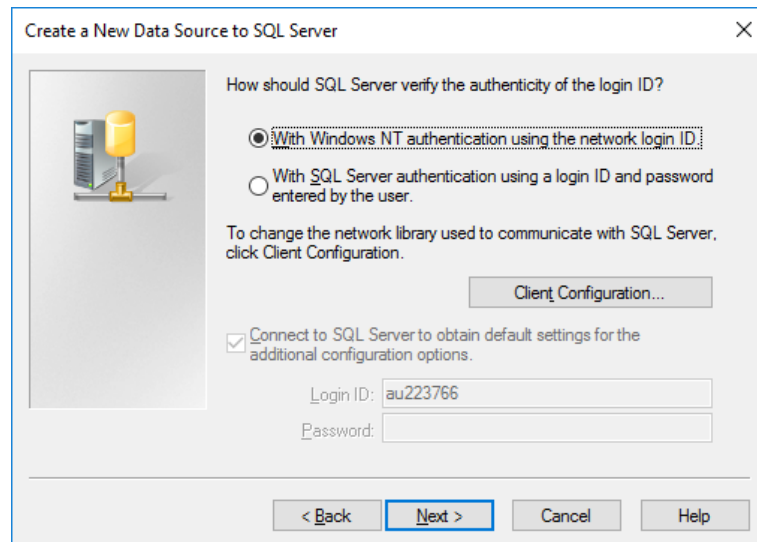 Create a New Data Source to SQL Server
How should SQL Server verify the authenticity of the login ID?
With Windows NT authentication using the network login ID.
With SQL Server authentication using a login ID and password
entered by the user.
To change the network library used to communicate with SQL Server,
click Client Configuration.
Client Configuration...
Connect to SQL Server to obtain default settings for the
additional configuration options.
Login ID: au223766
Password:
< Back Next > Cancel Help